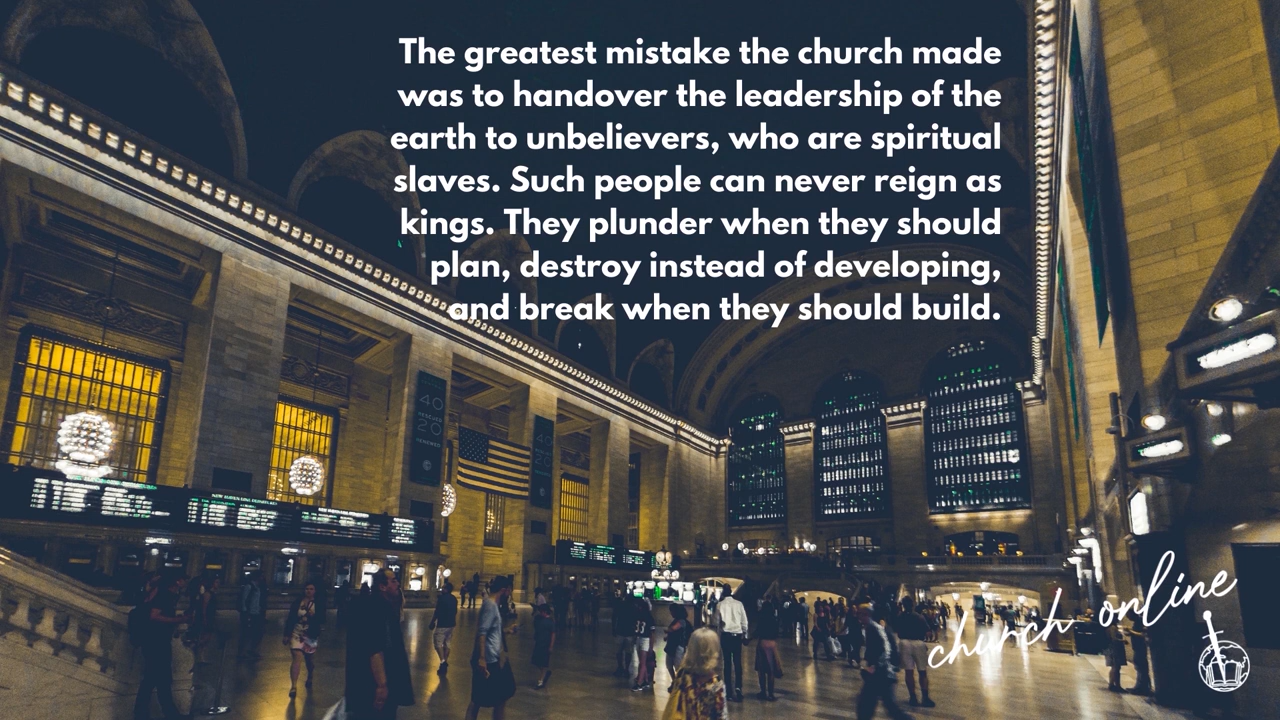 The greatest mistake the church made
was to handover the leadership of the
earth to unbelievers, who are spiritual
slaves. Such people can never reign as
kings. They plunder when they should
plan, destroy instead of developing,
and break when they should build.
40
20
church online